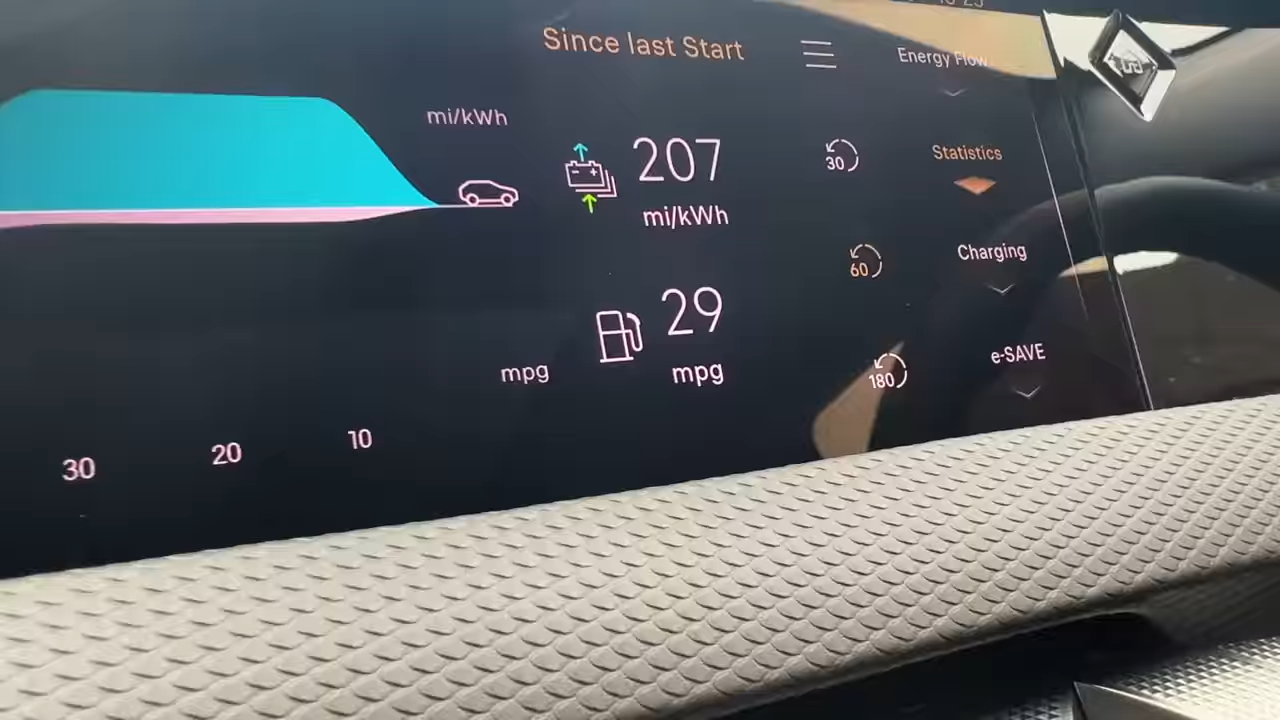 Since last Start
Energy Flow
mi/kWh
207
mi/kWh
30
Statistics
60
Charging
29
mpg
mpg
180
e-SAVE
30
20
10